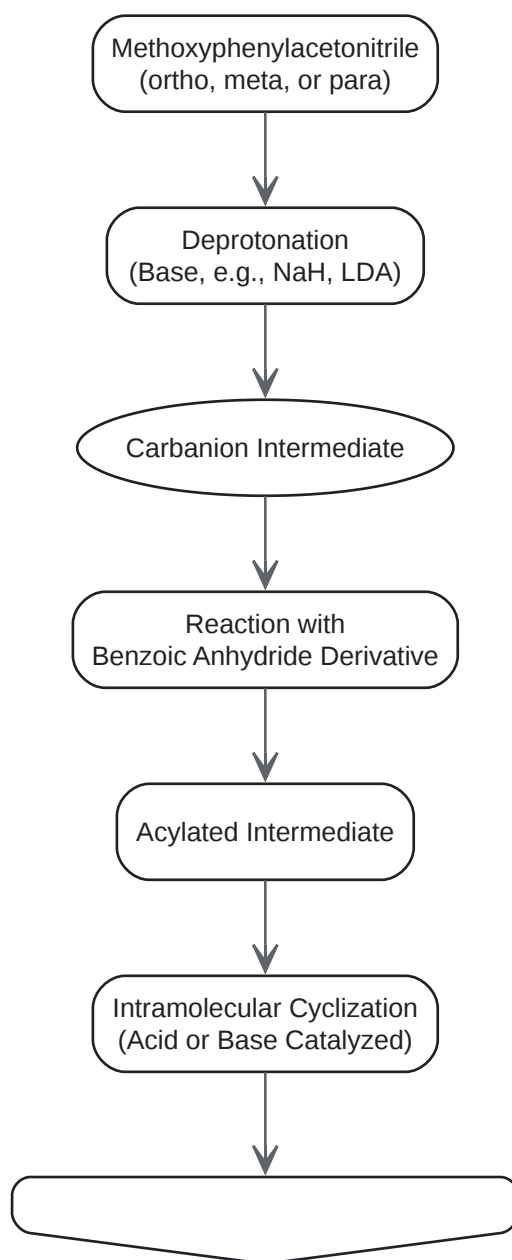 Methoxyphenylacetonitrile
(ortho, meta, or para)
Deprotonation
(Base, e.g., NaH, LDA)
Carbanion Intermediate
Reaction with
Benzoic Anhydride Derivative
Acylated Intermediate
Intramolecular Cyclization
(Acid or Base Catalyzed)